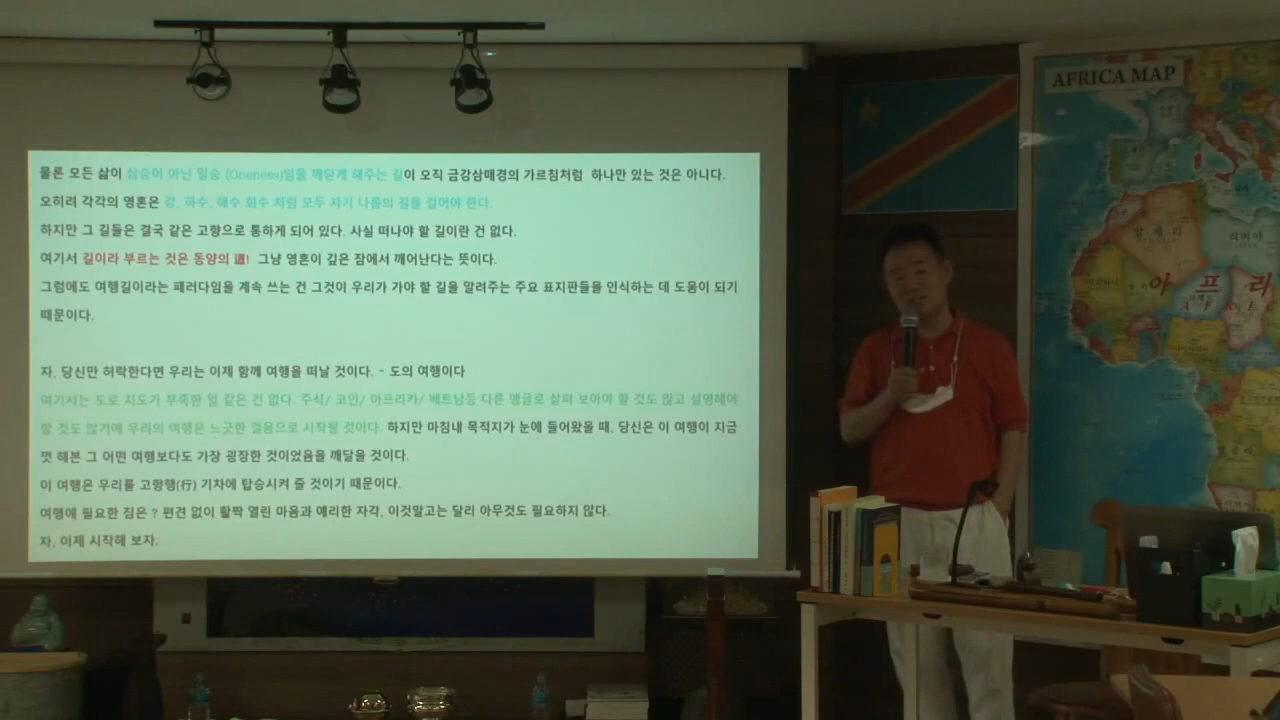 물론 모든 삶이 삼승이 아닌 일승 (Oneness)임을 깨닫게 해주는 길이 오직 금강삼매경의 가르침처럼 하나만 있는 것은 아니다.
오히려 각각의 영혼은 강, 하수, 해수 회수 처럼 모두 자기 나름의 길을 걸어야 한다.
하지만 그 길들은 결국 같은 고향으로 통하게 되어 있다. 사실 떠나야 할 길이란 건 없다.
여기서 길이라 부르는 것은 동양의 道! 그냥 영혼이 깊은 잠에서 깨어난다는 뜻이다.
그럼에도 여행길이라는 패러다임을 계속 쓰는 건 그것이 우리가 가야 할 길을 알려주는 주요 표지판들을 인식하는 데 도움이 되기
때문이다.
자, 당신만 허락한다면 우리는 이제 함께 여행을 떠날 것이다. - 도의 여행이다
여기서는 도로 지도가 부족한 일 같은 건 없다. 주식/ 코인/ 아프리카/ 베트남등 다른 앵글로 살펴 보아야 할 것도 많고 설명해야
할 것도 많기에 우리의 여행은 느긋한 걸음으로 시작될 것이다. 하지만 마침내 목적지가 눈에 들어왔을 때, 당신은 이 여행이 지금
껏 해본 그 어떤 여행보다도 가장 굉장한 것이었음을 깨달을 것이다.
이 여행은 우리를 고향행(行) 기차에 탑승시켜 줄 것이기 때문이다.
여행에 필요한 짐은 ? 편견 없이 활짝 열린 마음과 예리한 자각, 이것말고는 달리 아무것도 필요하지 않다.
자, 이제 시작해 보자.
AFRICA MAP
알 제 리
리비아
아 프 리